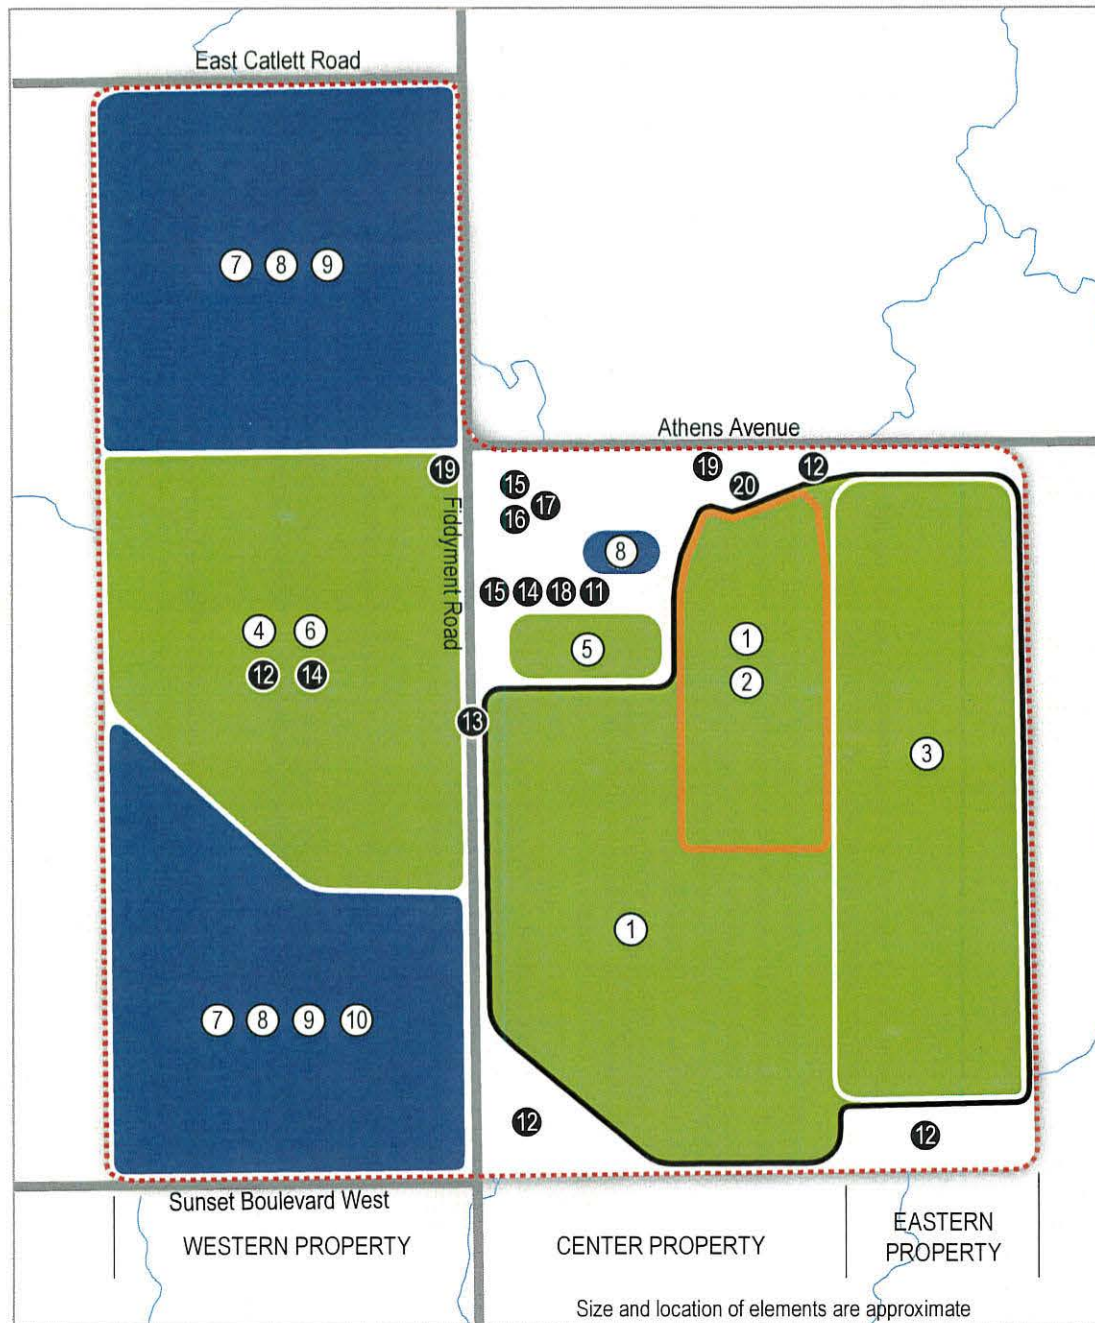 East Catlett Road
7 8 9
Athens Avenue
19
19
12
20
15
17
16
Fiddyment Road
8
15 14 18 11
4 6
1
5
12 14
2
13
3
1
7 8 9 10
12
12
Sunset Boulevard West
WESTERN PROPERTY
CENTER PROPERTY
EASTERN
PROPERTY
Size and location of elements are approximate